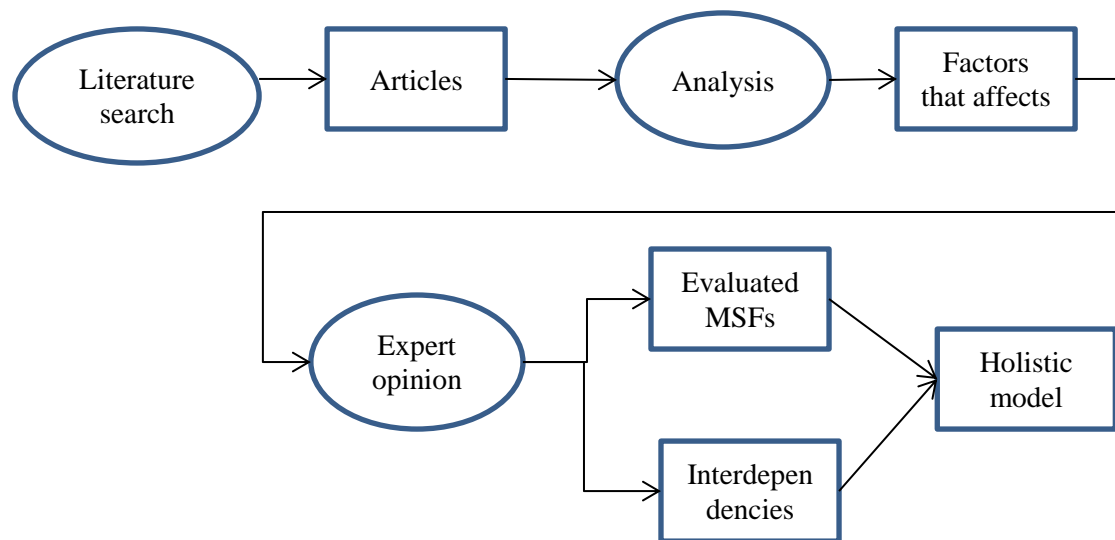 Literature
search
Articles
Analysis
Factors
that affects
Expert
opinion
Evaluated
MSFs
Interdepen
dencies
Holistic
model